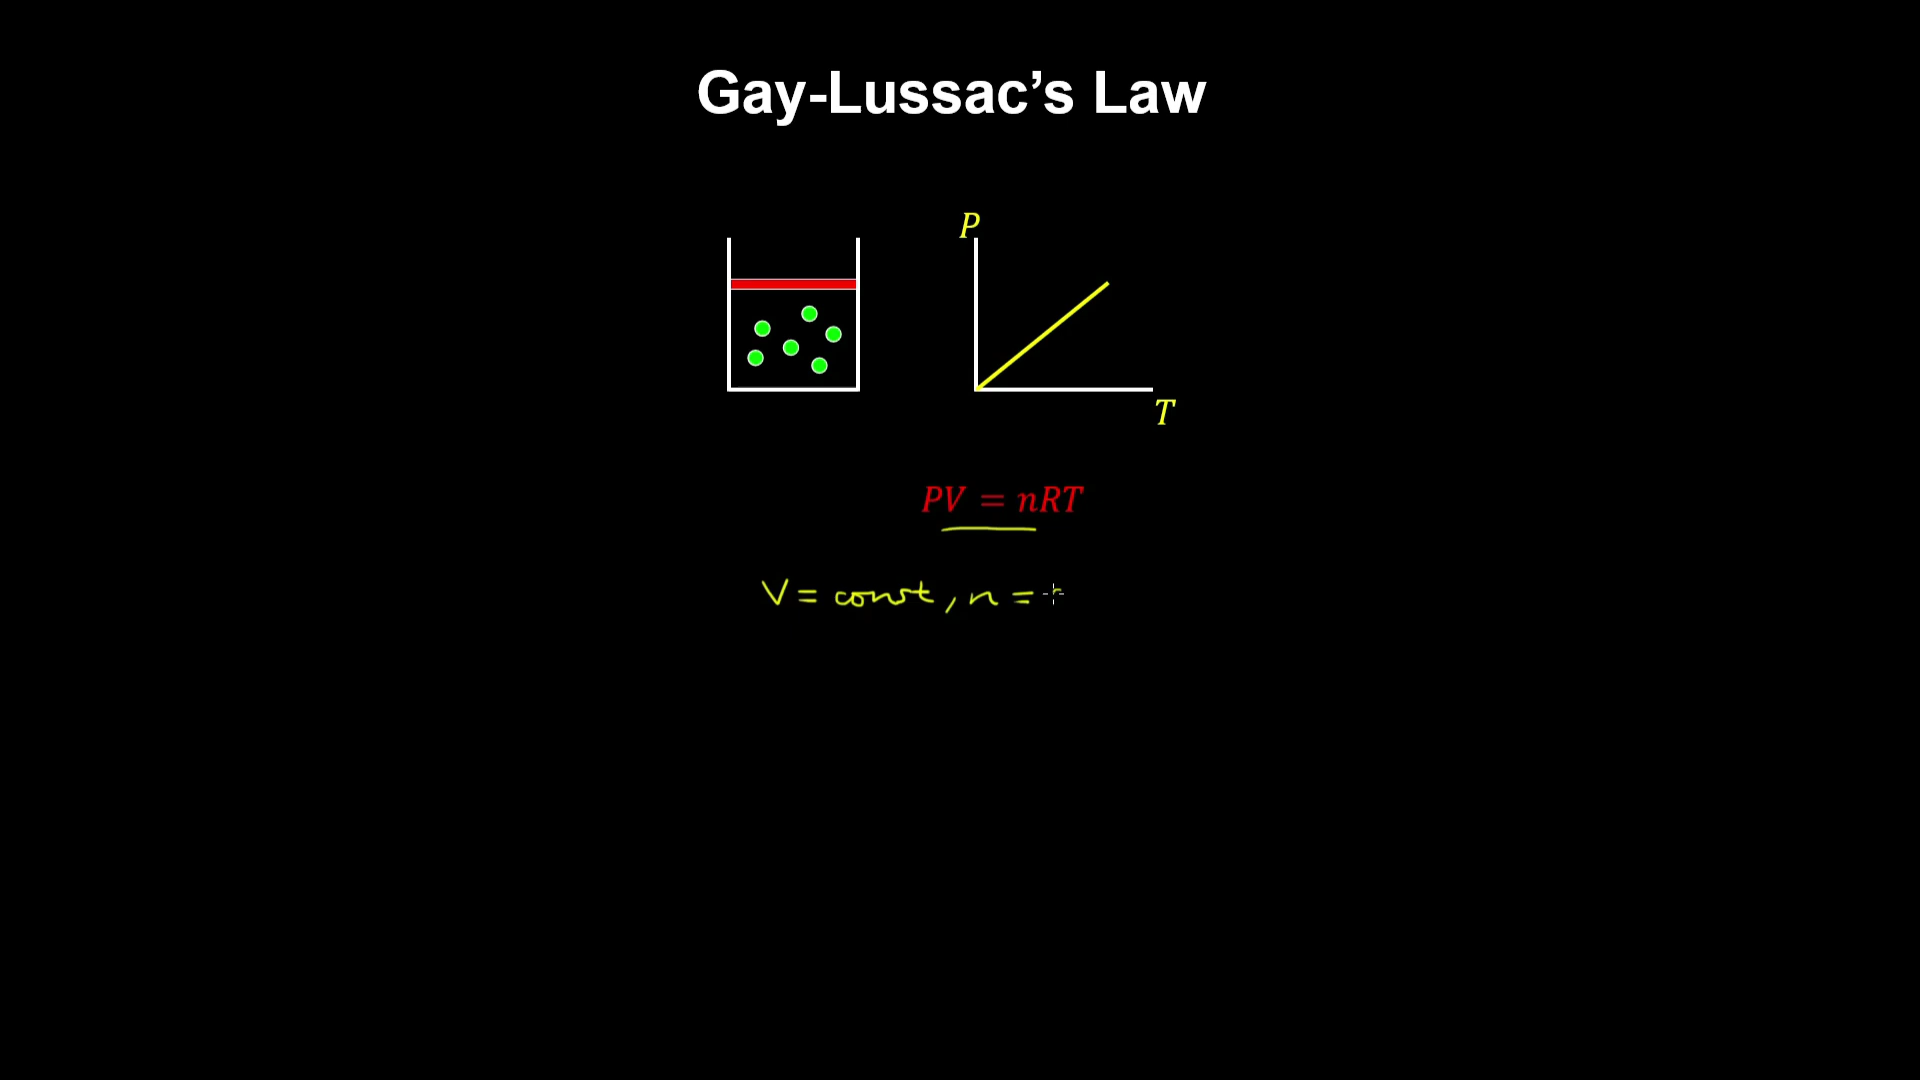 Gay-Lussac’s Law
P
T
PV = nRT
V = const, n =